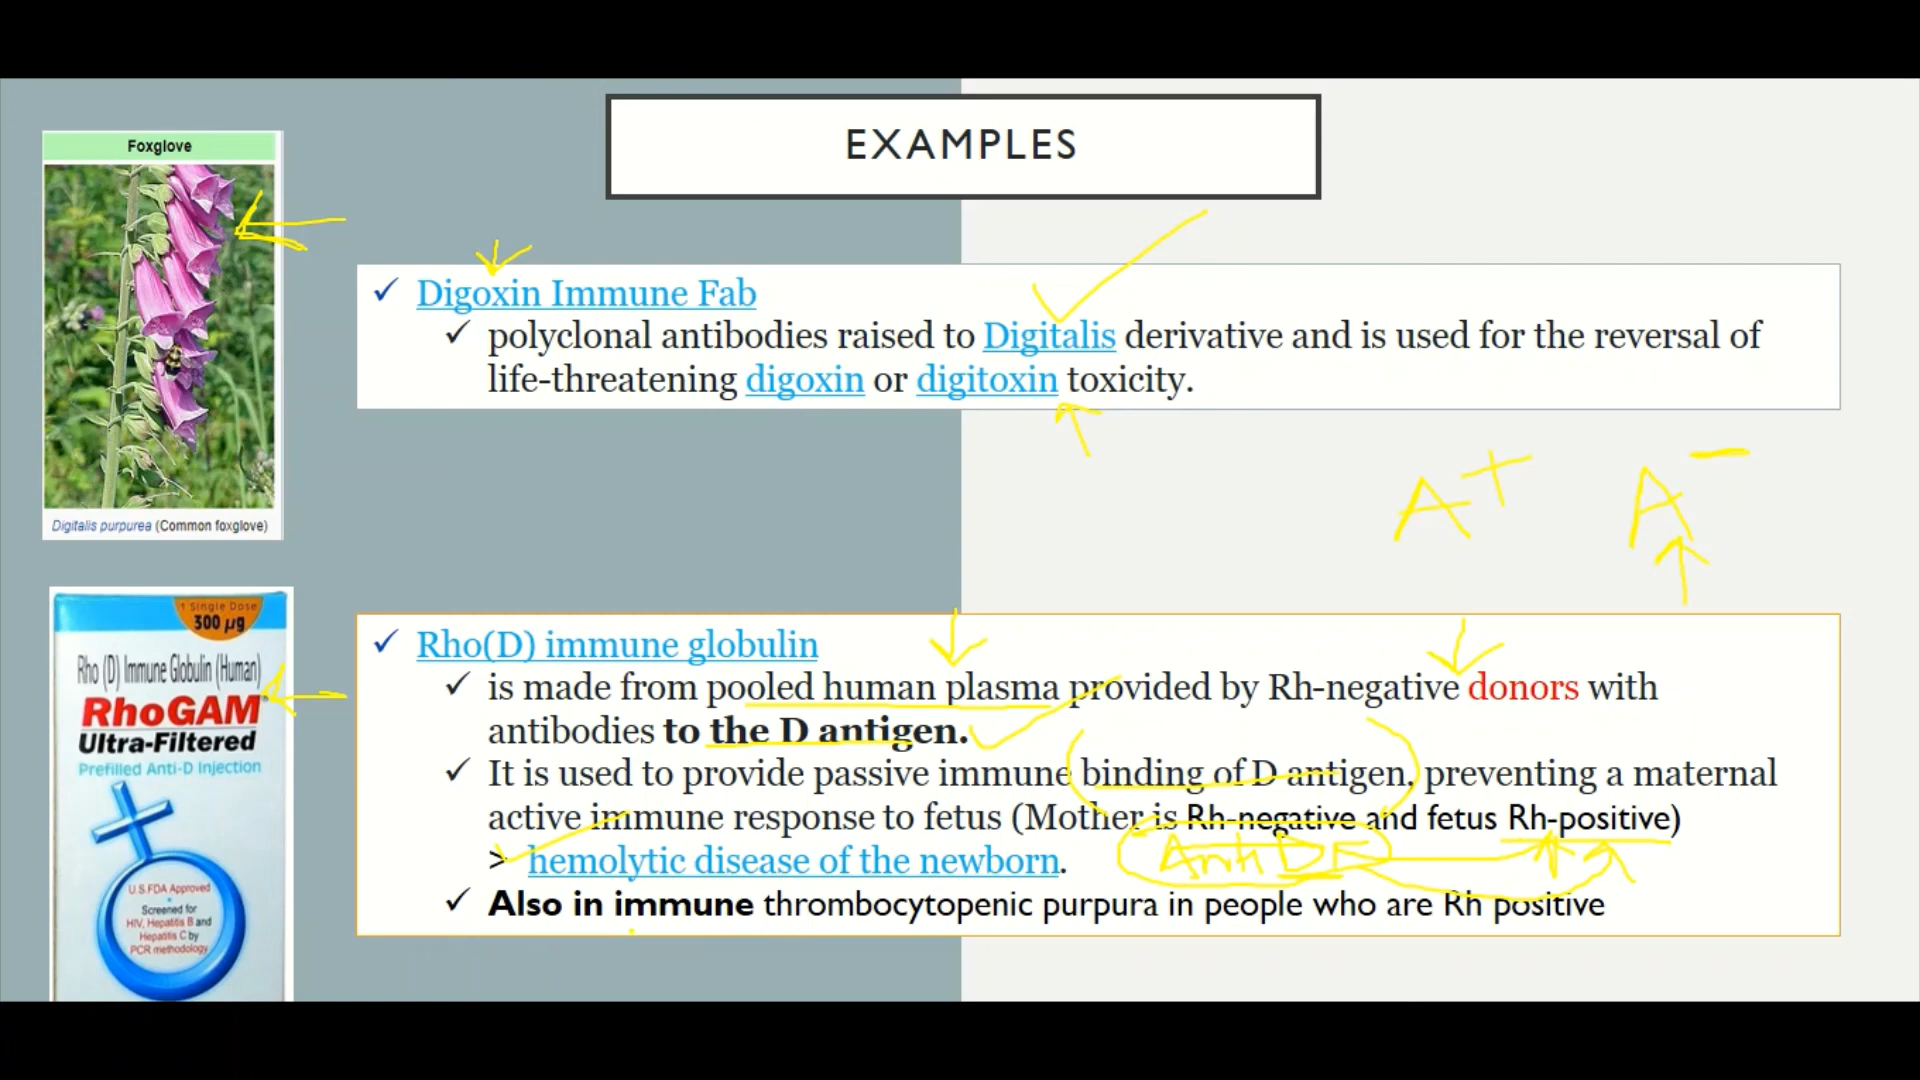 EXAMPLES
Foxglove
Digitalis purpurea (Common foxglove)
✓ Digoxin Immune Fab
✓ polyclonal antibodies raised to Digitalis derivative and is used for the reversal of
life-threatening digoxin or digitoxin toxicity.
A+ A−
1 Single Dose
300 µg
Rho (D) Immune Globulin (Human)
RhoGAM
Ultra-Filtered
Prefilled Anti-D Injection
U.S.FDA Approved
Screened for
HIV, Hepatitis B and
Hepatitis C by
PCR methodology
✓ Rho(D) immune globulin
✓ is made from pooled human plasma provided by Rh-negative donors with
antibodies to the D antigen.
✓ It is used to provide passive immune binding of D antigen, preventing a maternal
active immune response to fetus (Mother is Rh-negative and fetus Rh-positive)
> hemolytic disease of the newborn.
Anti D
✓ Also in immune thrombocytopenic purpura in people who are Rh positive